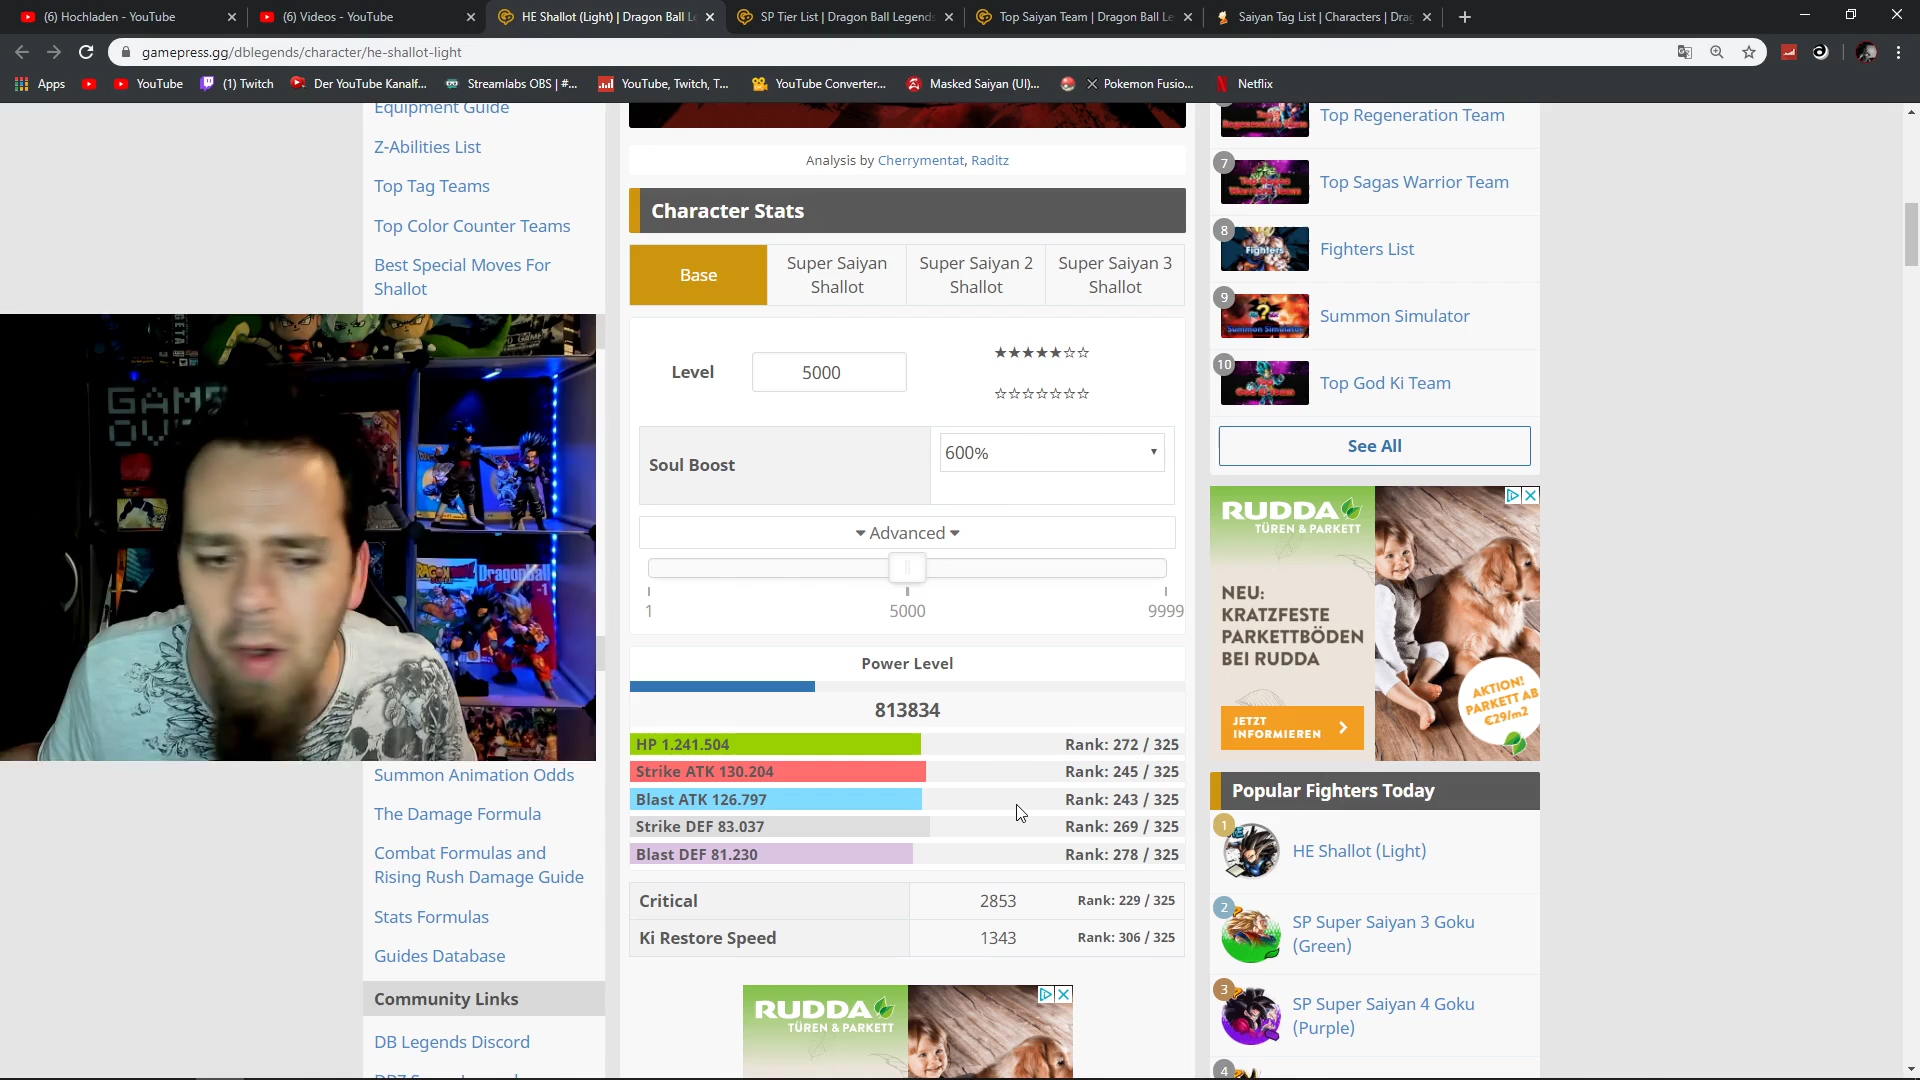 (6) Hochladen - YouTube
(6) Videos - YouTube
HE Shallot (Light) | Dragon Ball Le
SP Tier List | Dragon Ball Legends
Top Saiyan Team | Dragon Ball Le
Saiyan Tag List | Characters | Drag
gamepress.gg/dblegends/character/he-shallot-light
Apps
YouTube
(1) Twitch
Der YouTube Kanalf...
Streamlabs OBS | #...
YouTube, Twitch, T...
YouTube Converter...
Masked Saiyan (UI)...
Pokemon Fusio...
Netflix
Equipment Guide
Z-Abilities List
Top Tag Teams
Top Color Counter Teams
Best Special Moves For
Shallot
GAME
OV
Dragonball
-1
Summon Animation Odds
The Damage Formula
Combat Formulas and
Rising Rush Damage Guide
Stats Formulas
Guides Database
Community Links
DB Legends Discord
Analysis by Cherrymentat, Raditz
Character Stats
Base
Super Saiyan
Shallot
Super Saiyan 2
Shallot
Super Saiyan 3
Shallot
Level
5000
★★★★★☆☆
☆☆☆☆☆☆☆
Soul Boost
600%
Advanced
1
5000
9999
Power Level
813834
HP 1.241.504
Rank: 272 / 325
Strike ATK 130.204
Rank: 245 / 325
Blast ATK 126.797
Rank: 243 / 325
Strike DEF 83.037
Rank: 269 / 325
Blast DEF 81.230
Rank: 278 / 325
Critical
2853
Rank: 229 / 325
Ki Restore Speed
1343
Rank: 306 / 325
RUDDA
TÜREN & PARKETT
Top Regeneration Team
7
Top Sagas Warrior Team
8
Fighters
Fighters List
9
Summon Simulator
Summon Simulator
10
Top God Ki Team
See All
RUDDA
TÜREN & PARKETT
NEU:
KRATZFESTE
PARKETTBÖDEN
BEI RUDDA
JETZT
INFORMIEREN
AKTION!
PARKETT AB
€29/m2
Popular Fighters Today
1
HE Shallot (Light)
2
SP Super Saiyan 3 Goku
(Green)
3
SP Super Saiyan 4 Goku
(Purple)
4